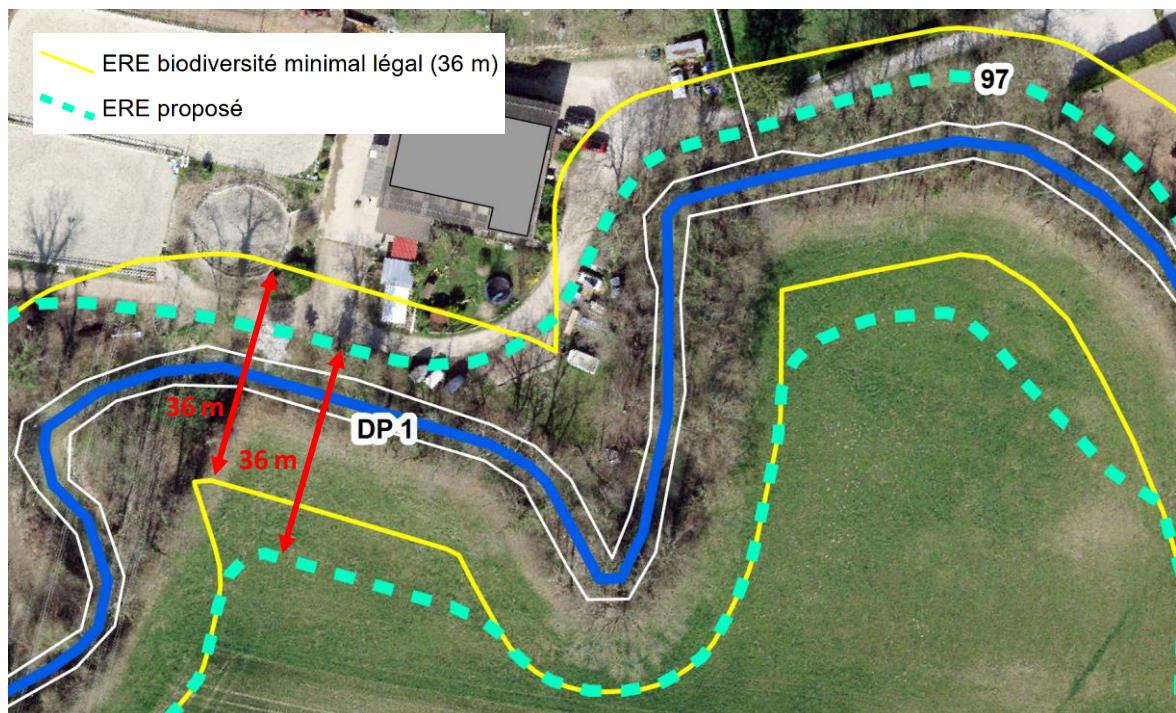 ERE biodiversité minimal légal (36 m)
ERE proposé
97
36 m
DP 1
36 m